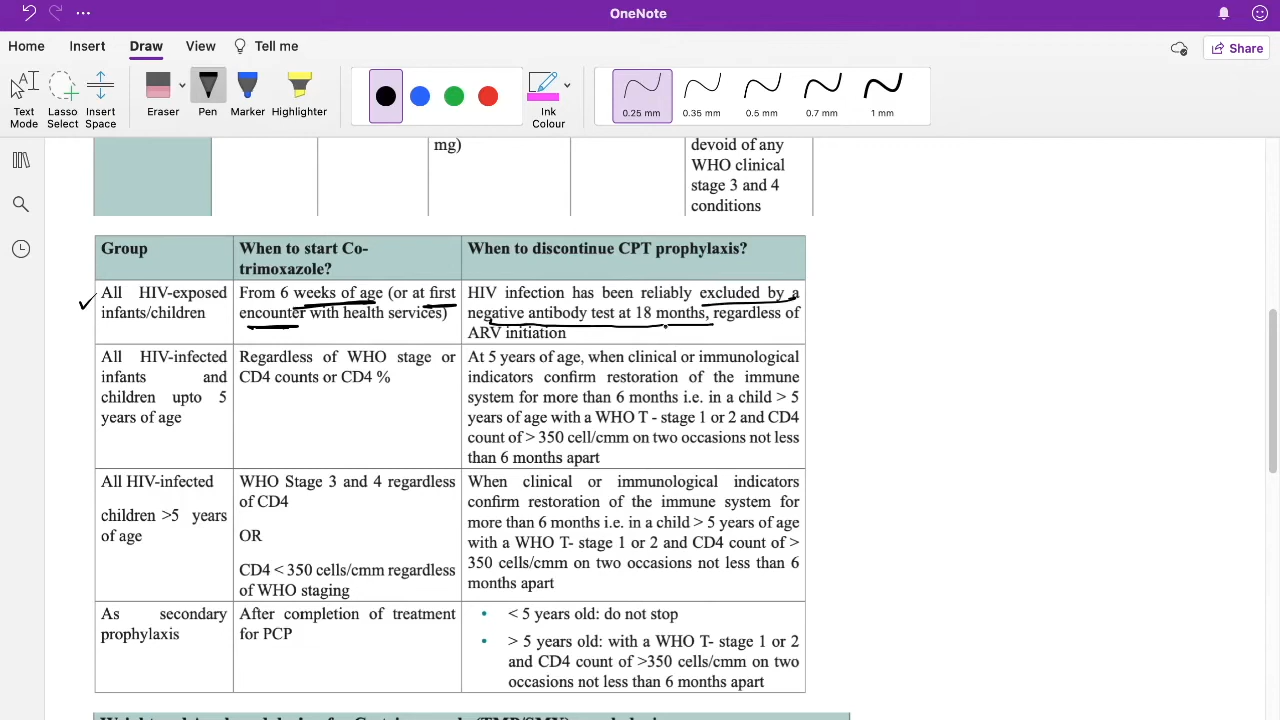 OneNote
Home Insert Draw View Tell me
Share
Text Mode
Lasso Select
Insert Space
Eraser
Pen
Marker
Highlighter
Ink Colour
0.25 mm
0.35 mm
0.5 mm
0.7 mm
1 mm
mg)
devoid of any
WHO clinical
stage 3 and 4
conditions
Group
When to start Co-
trimoxazole?
When to discontinue CPT prophylaxis?
All HIV-exposed
infants/children
From 6 weeks of age (or at first
encounter with health services)
HIV infection has been reliably excluded by a
negative antibody test at 18 months, regardless of
ARV initiation
All HIV-infected
infants and
children upto 5
years of age
Regardless of WHO stage or
CD4 counts or CD4 %
At 5 years of age, when clinical or immunological
indicators confirm restoration of the immune
system for more than 6 months i.e. in a child > 5
years of age with a WHO T - stage 1 or 2 and CD4
count of > 350 cell/cmm on two occasions not less
than 6 months apart
All HIV-infected
children >5 years
of age
WHO Stage 3 and 4 regardless
of CD4
OR
CD4 < 350 cells/cmm regardless
of WHO staging
When clinical or immunological indicators
confirm restoration of the immune system for
more than 6 months i.e. in a child > 5 years of age
with a WHO T- stage 1 or 2 and CD4 count of >
350 cells/cmm on two occasions not less than 6
months apart
As secondary
prophylaxis
After completion of treatment
for PCP
• < 5 years old: do not stop
• > 5 years old: with a WHO T- stage 1 or 2
and CD4 count of >350 cells/cmm on two
occasions not less than 6 months apart